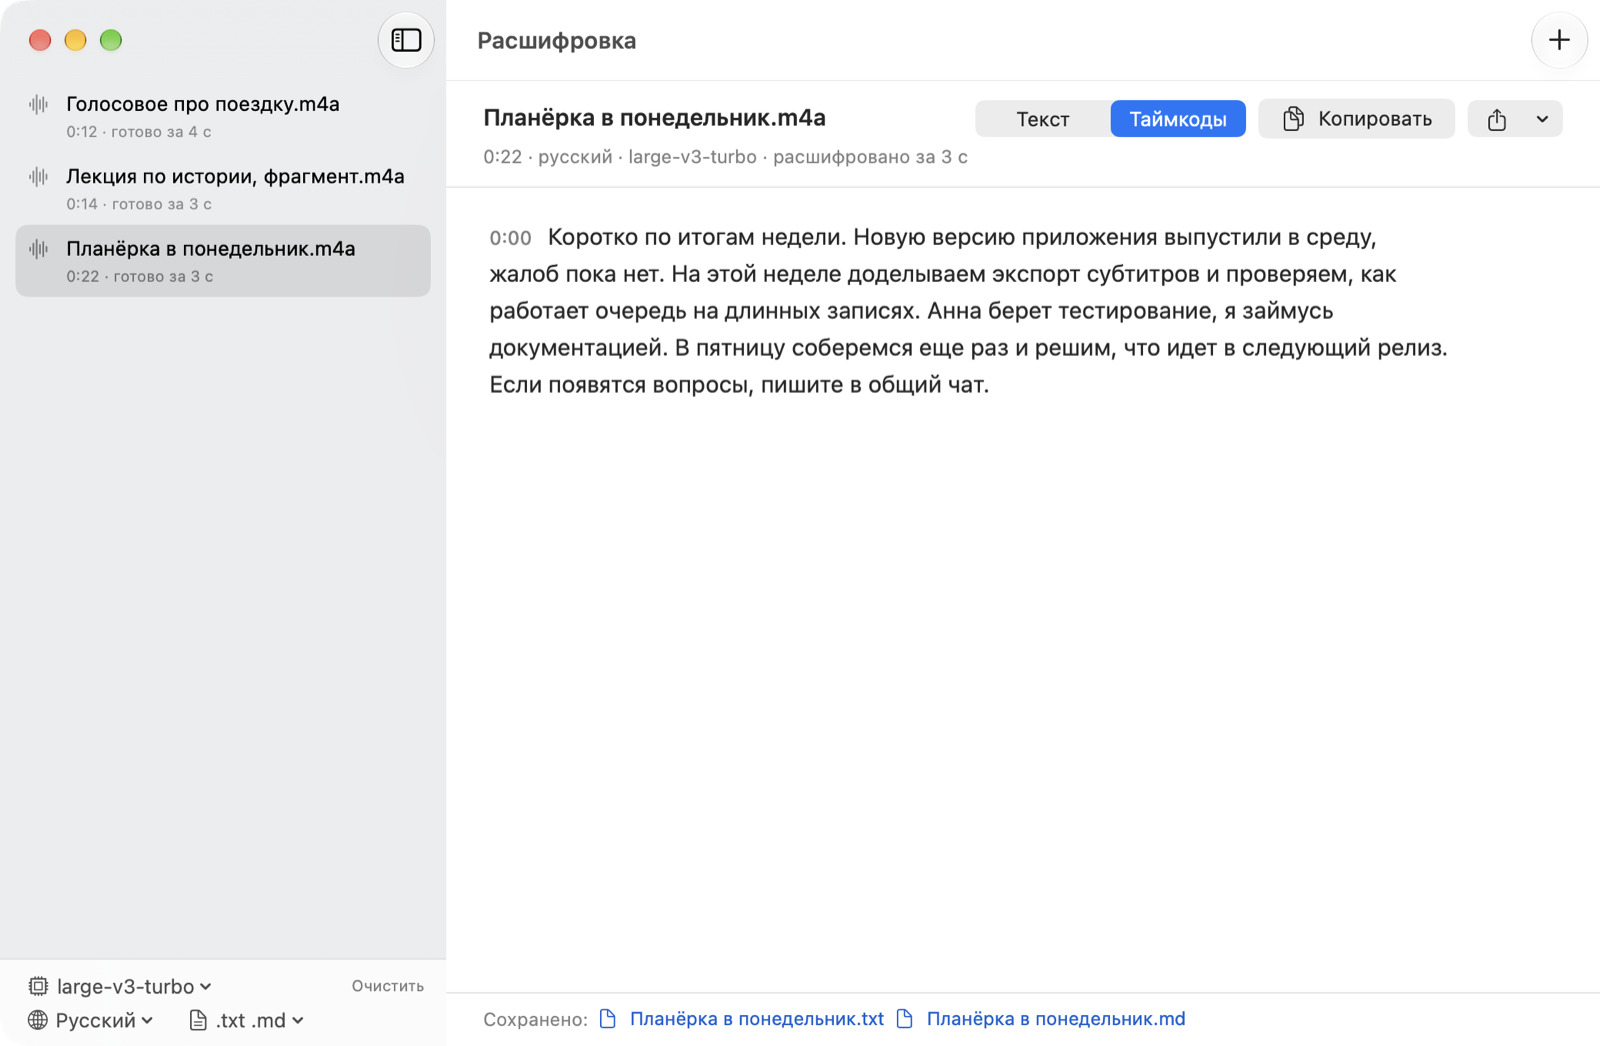 Голосовое про поездку.m4a
0:12 · готово за 4 с
Лекция по истории, фрагмент.m4a
0:14 · готово за 3 с
Планёрка в понедельник.m4a
0:22 · готово за 3 с
large-v3-turbo
Очистить
Русский
.txt .md
Расшифровка
Планёрка в понедельник.m4a
0:22 · русский · large-v3-turbo · расшифровано за 3 с
Текст
Таймкоды
Копировать
0:00 Коротко по итогам недели. Новую версию приложения выпустили в среду,
жалоб пока нет. На этой неделе доделываем экспорт субтитров и проверяем, как
работает очередь на длинных записях. Анна берет тестирование, я займусь
документацией. В пятницу соберемся еще раз и решим, что идет в следующий релиз.
Если появятся вопросы, пишите в общий чат.
Сохранено: Планёрка в понедельник.txt Планёрка в понедельник.md